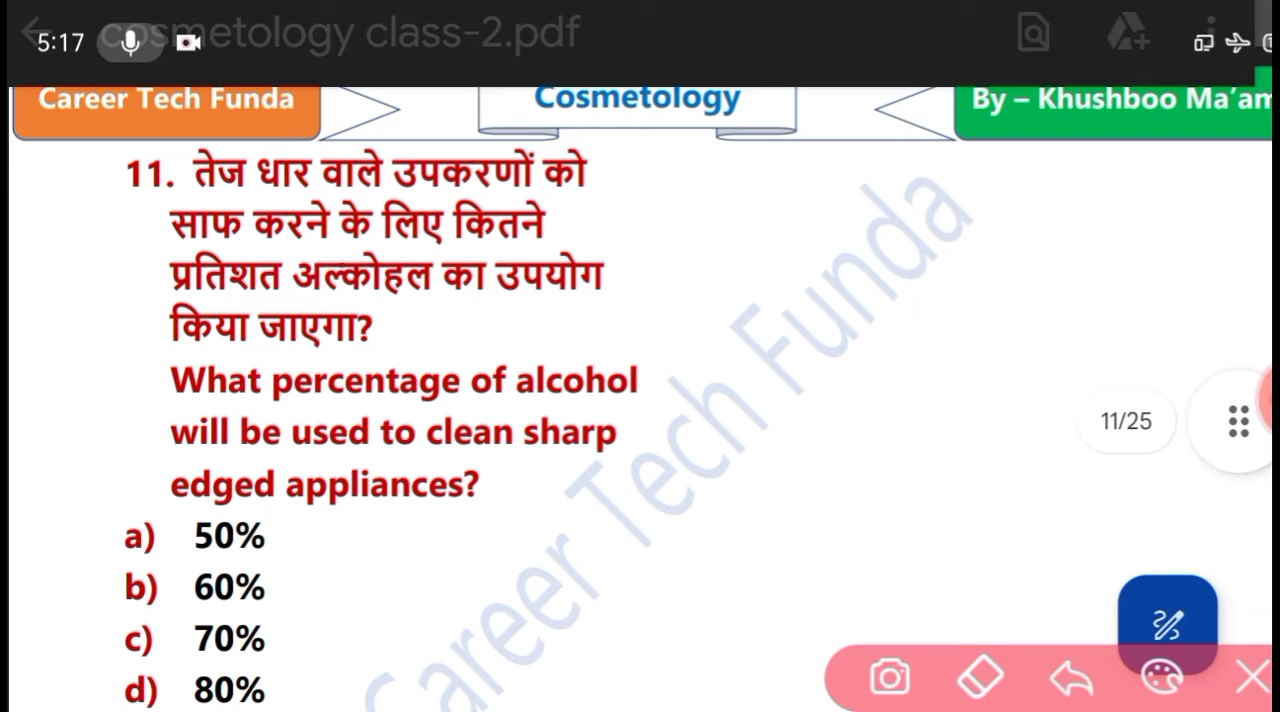 cosmetology class-2.pdf
5:17
Career Tech Funda
Cosmetology
By – Khushboo Ma'am
11. तेज धार वाले उपकरणों को
साफ करने के लिए कितने
प्रतिशत अल्कोहल का उपयोग
किया जाएगा?
What percentage of alcohol
will be used to clean sharp
edged appliances?
11/25
a) 50%
b) 60%
c) 70%
d) 80%
Career Tech Funda